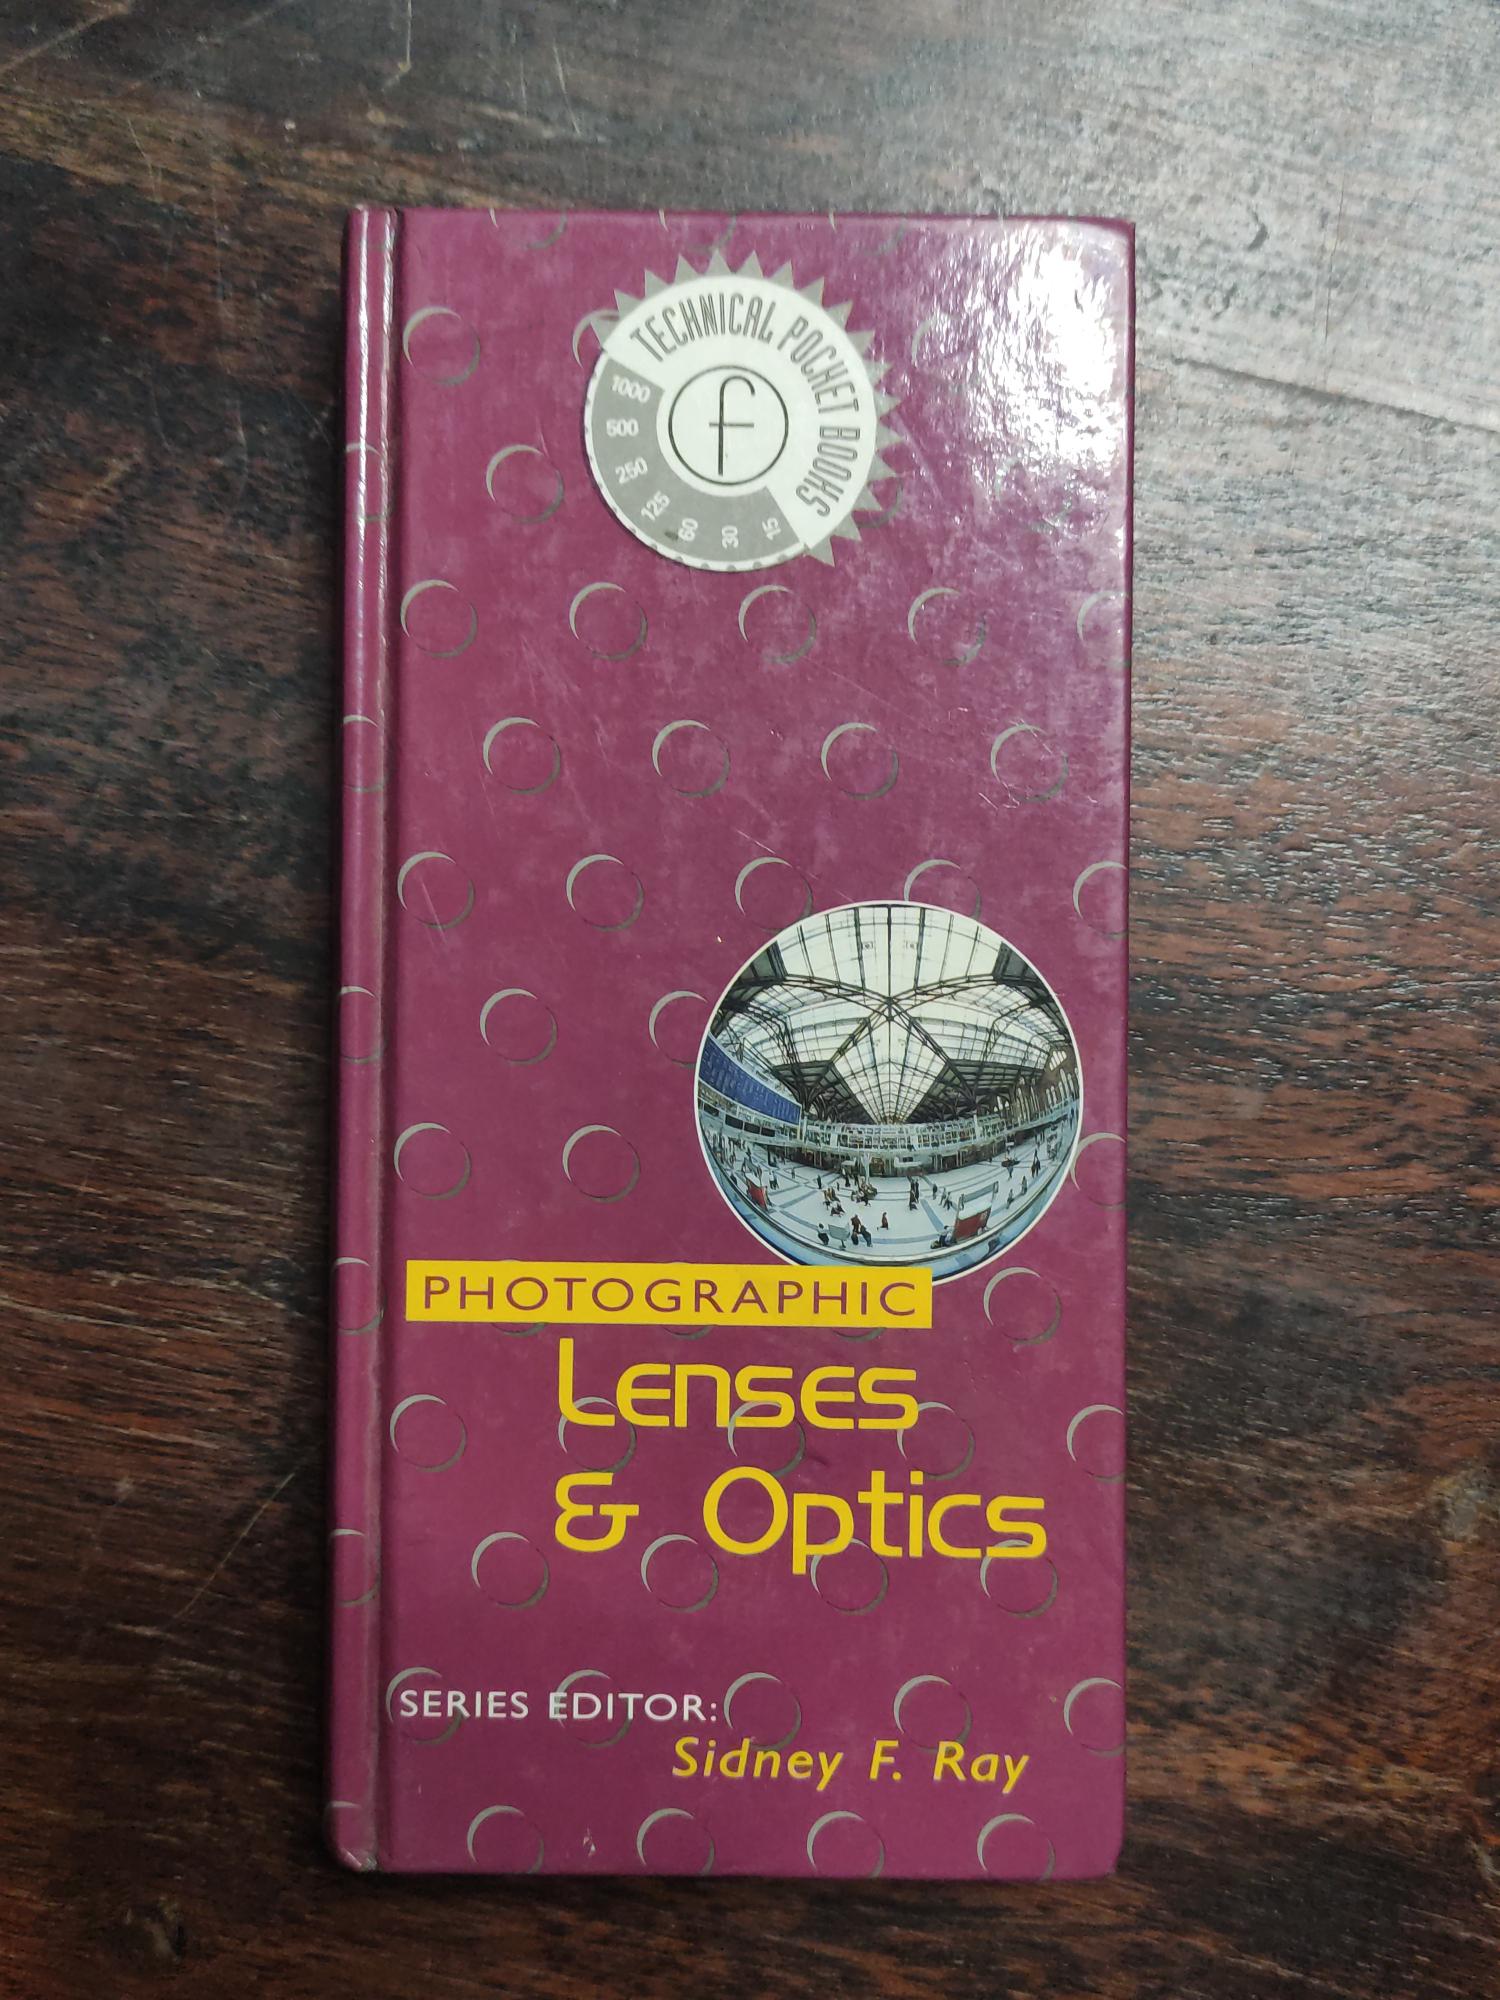 TECHNICAL POCKET BOOKS
1000
500
250
125
60
30
15
f
PHOTOGRAPHIC
Lenses
& Optics
SERIES EDITOR:
Sidney F. Ray